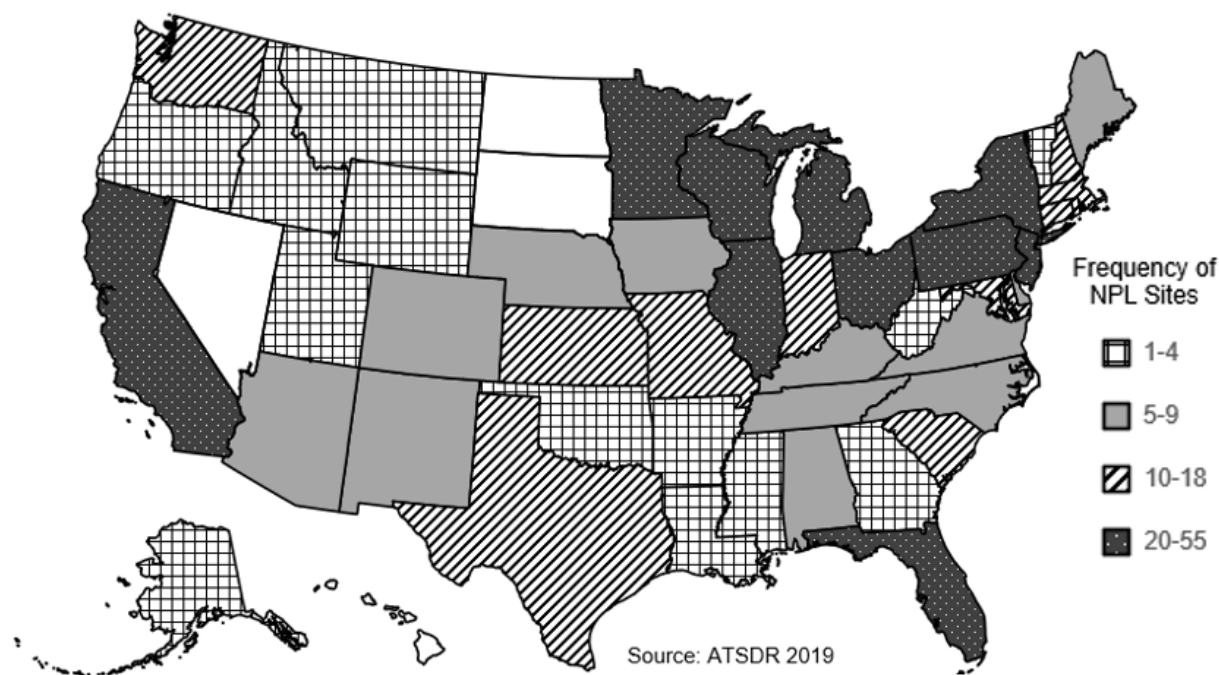 Frequency of
NPL Sites
1-4
5-9
10-18
20-55
Source: ATSDR 2019